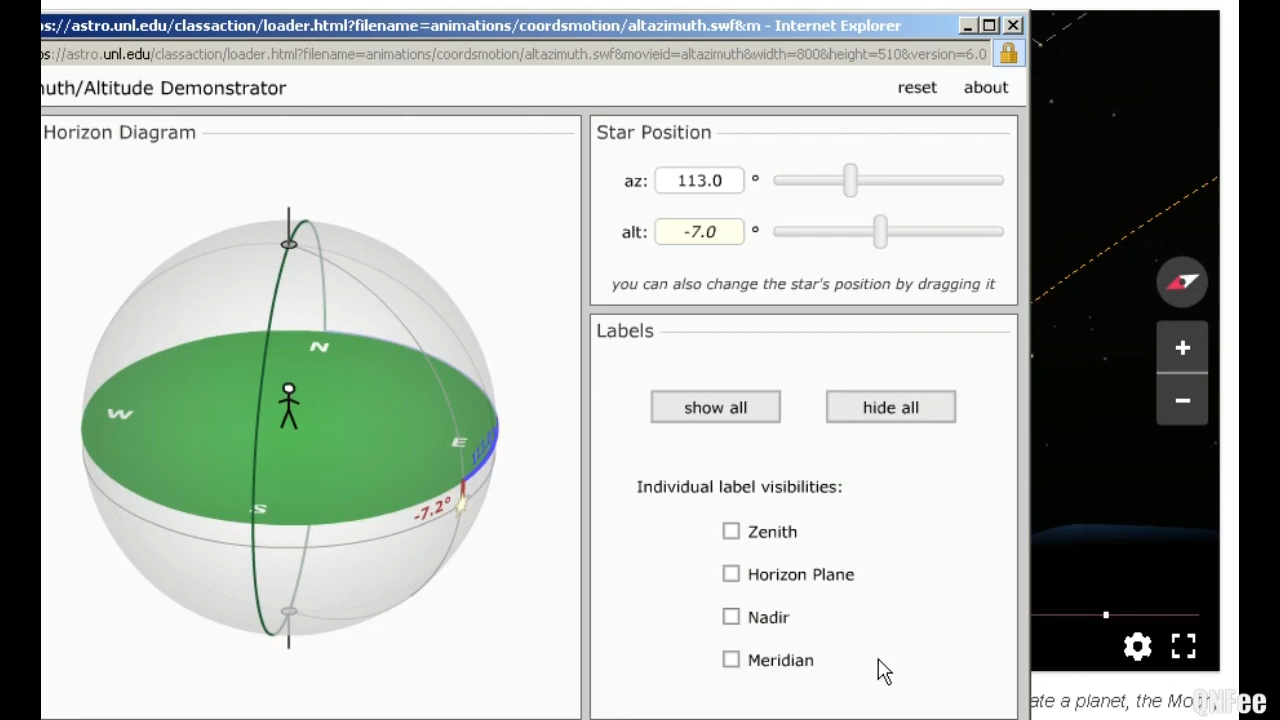 ps://astro.unl.edu/classaction/loader.html?filename=animations/coordsmotion/altazimuth.swf&m - Internet Explorer
ps://astro.unl.edu/classaction/loader.html?filename=animations/coordsmotion/altazimuth.swf&movieid=altazimuth&width=800&height=510&version=6.0
muth/Altitude Demonstrator
reset about
Horizon Diagram
N
W
E
S
113.0°
-7.2°
Star Position
az: 113.0 °
alt: -7.0 °
you can also change the star's position by dragging it
Labels
show all hide all
Individual label visibilities:
Zenith
Horizon Plane
Nadir
Meridian
+
−
ate a planet, the Mo
QNFee